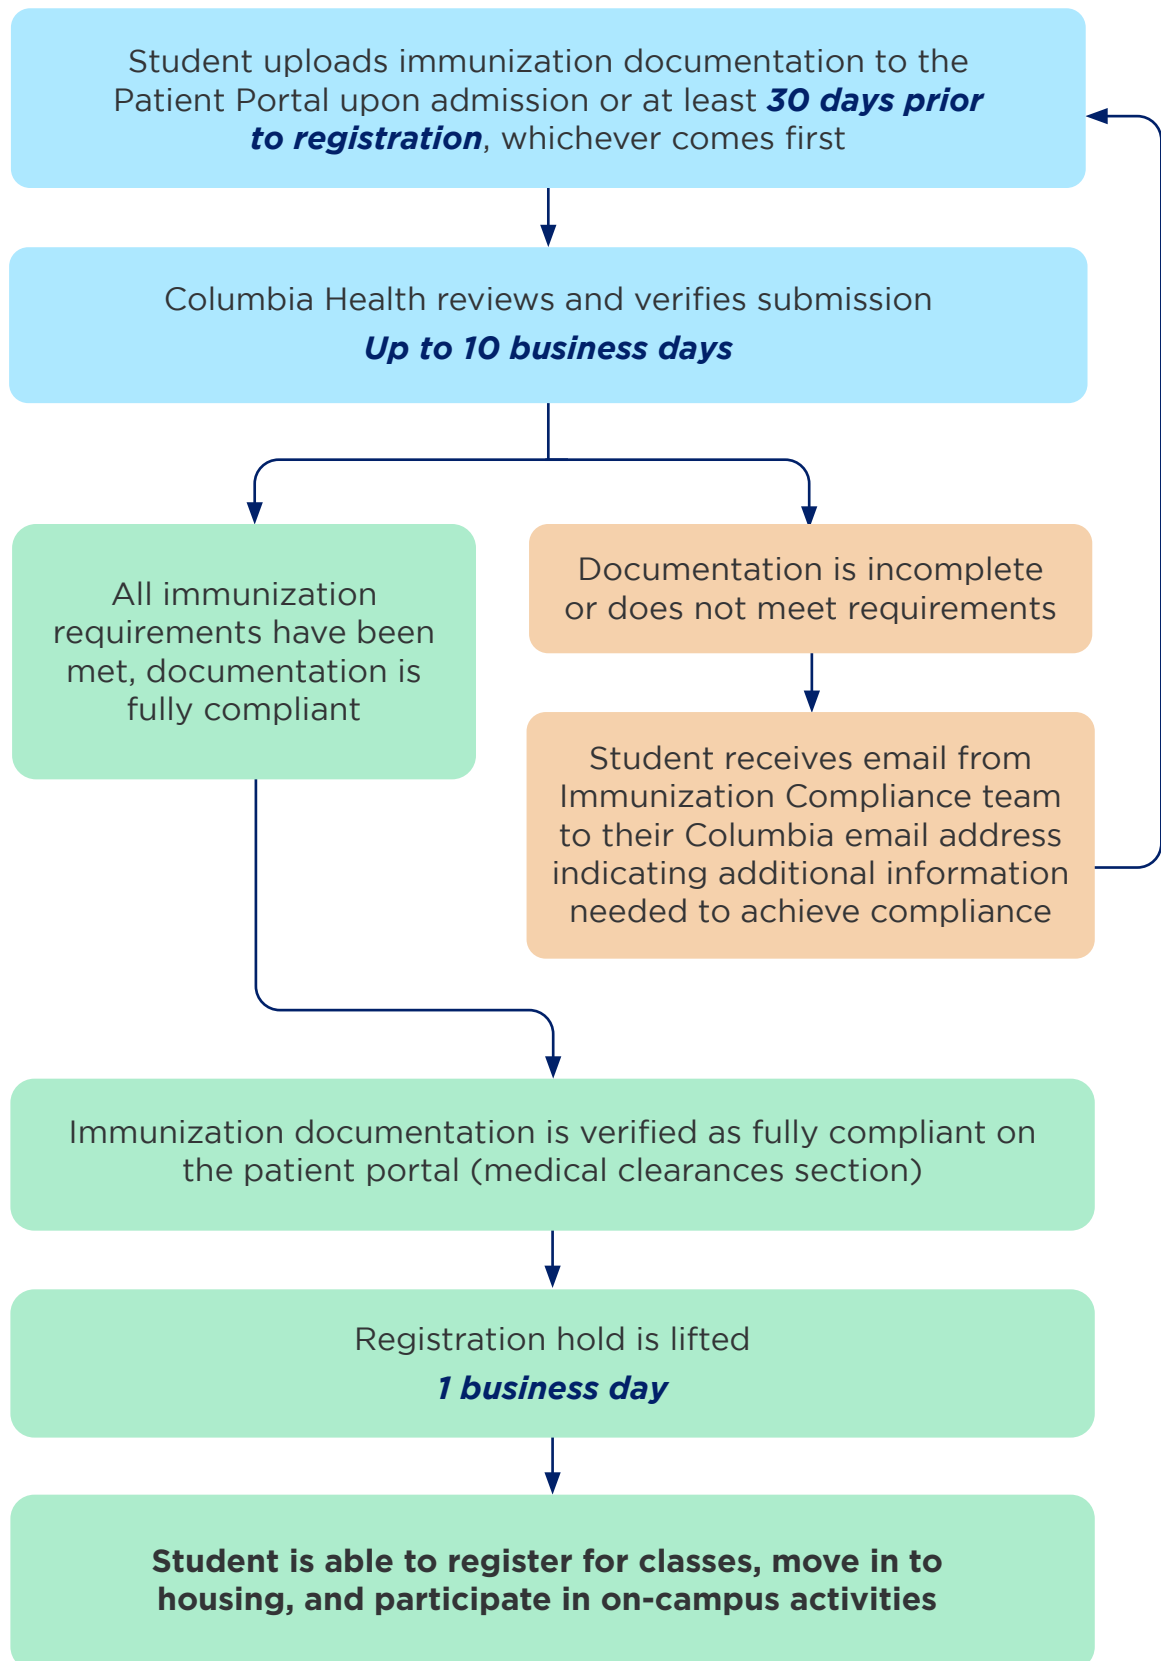 Student uploads immunization documentation to the
Patient Portal upon admission or at least 30 days prior
to registration, whichever comes first
Columbia Health reviews and verifies submission
Up to 10 business days
All immunization
requirements have been
met, documentation is
fully compliant
Documentation is incomplete
or does not meet requirements
Student receives email from
Immunization Compliance team
to their Columbia email address
indicating additional information
needed to achieve compliance
Immunization documentation is verified as fully compliant on
the patient portal (medical clearances section)
Registration hold is lifted
1 business day
Student is able to register for classes, move in to
housing, and participate in on-campus activities